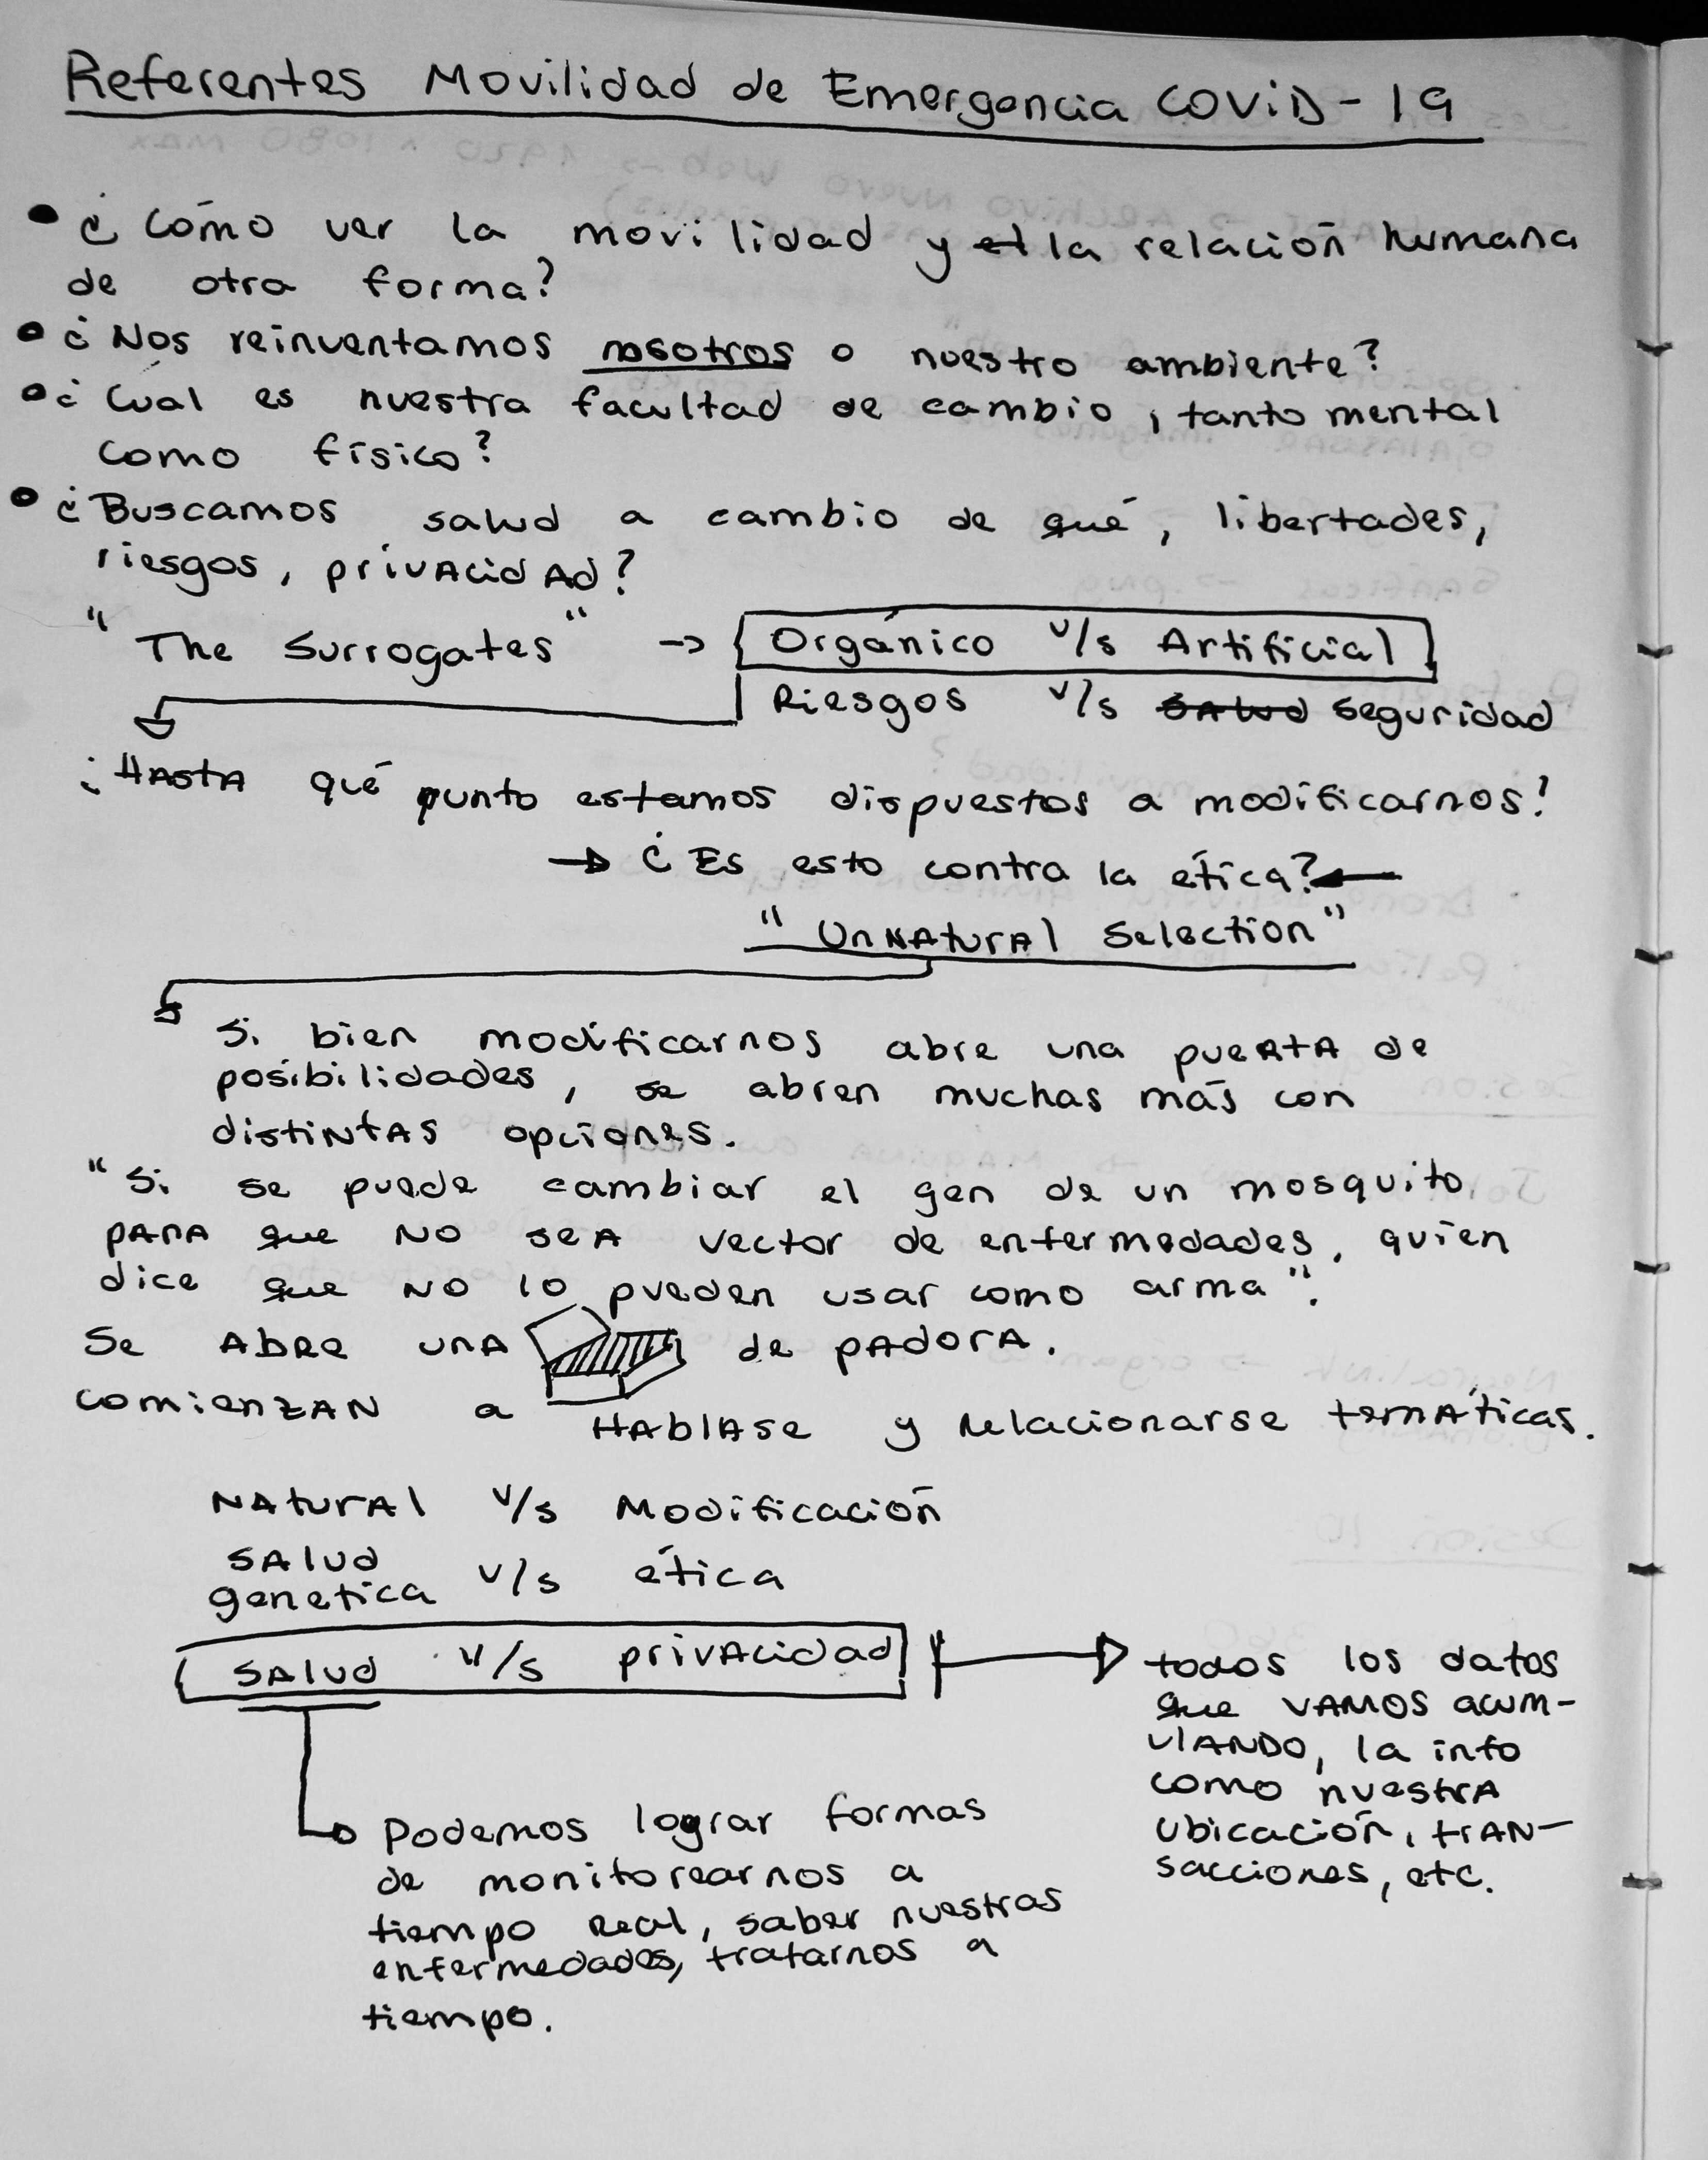 Referentes Movilidad de Emergencia COVID-19
• ¿Cómo ver la movilidad y el la relación humana
de otra forma?
• ¿Nos reinventamos nosotros o nuestro ambiente?
• ¿Cuál es nuestra facultad de cambio, tanto mental
como físico?
• ¿Buscamos salud a cambio de qué, libertades,
riesgos, privacidad?
"The Surrogates" → Orgánico v/s Artificial
Riesgos v/s Salud Seguridad
¿Hasta qué punto estamos dispuestos a modificarnos?
→ ¿Es esto contra la ética? ←
"Unnatural Selection"
Si bien modificarnos abre una puerta de
posibilidades, se abren muchas más con
distintas opciones.
"Si se puede cambiar el gen de un mosquito
para que no sea vector de enfermedades, quién
dice que no lo pueden usar como arma".
Se abre una de padora.
comienzan a hablase y relacionarse temáticas.
Natural v/s Modificación
Salud
genetica v/s ética
Salud v/s privacidad
todos los datos
que vamos acum-
ulando, la info
como nuestra
ubicación, tran-
sacciones, etc.
Podemos lograr formas
de monitorearnos a
tiempo real, saber nuestras
enfermedades, tratarnos a
tiempo.